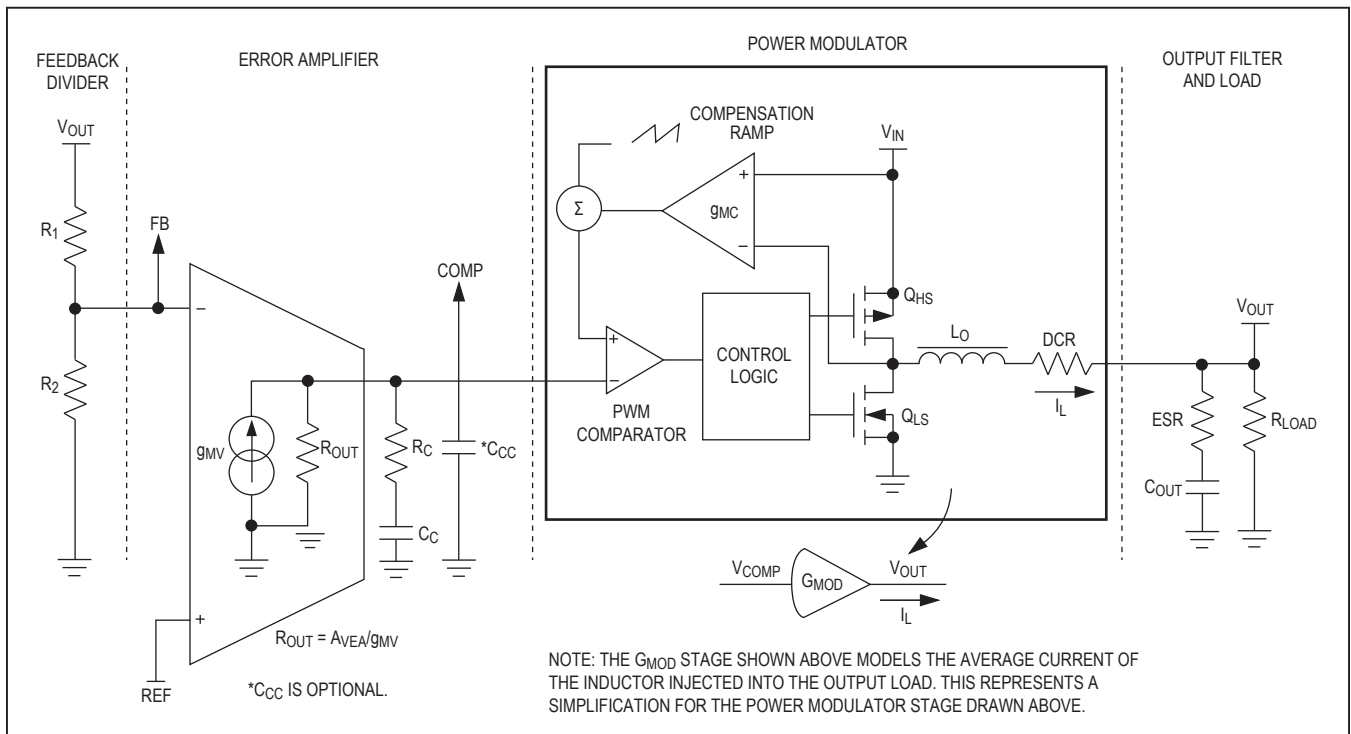 FEEDBACK
DIVIDER
ERROR AMPLIFIER
POWER MODULATOR
OUTPUT FILTER
AND LOAD
VOUT
R1
R2
FB
−
+
REF
gMV
ROUT
ROUT = AVEA/gMV
*CCC IS OPTIONAL.
COMP
RC
CC
*CCC
COMPENSATION
RAMP
Σ
gMC
+
−
VIN
+
−
PWM
COMPARATOR
CONTROL
LOGIC
QHS
QLS
LO
DCR
IL
VOUT
ESR
COUT
RLOAD
VCOMP
GMOD
VOUT
IL
NOTE: THE GMOD STAGE SHOWN ABOVE MODELS THE AVERAGE CURRENT OF
THE INDUCTOR INJECTED INTO THE OUTPUT LOAD. THIS REPRESENTS A
SIMPLIFICATION FOR THE POWER MODULATOR STAGE DRAWN ABOVE.